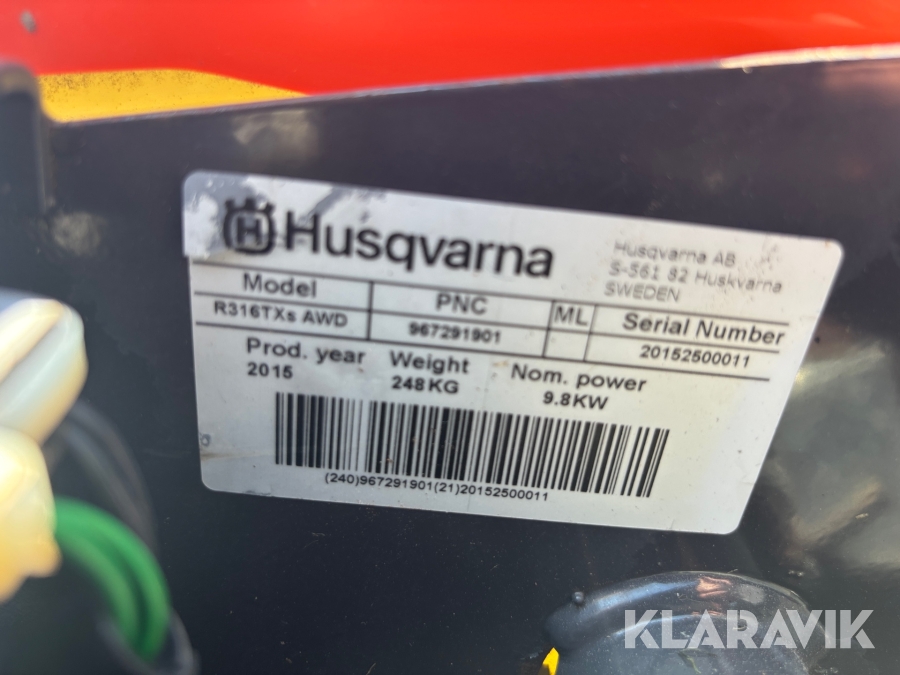 Husqvarna
Husqvarna AB
S-561 82 Huskvarna
SWEDEN
Model PNC ML Serial Number
R316TXs AWD 967291901 20152500011
Prod. year Weight Nom. power
2015 248KG 9.8KW
(240)967291901(21)20152500011
KLARAVIK